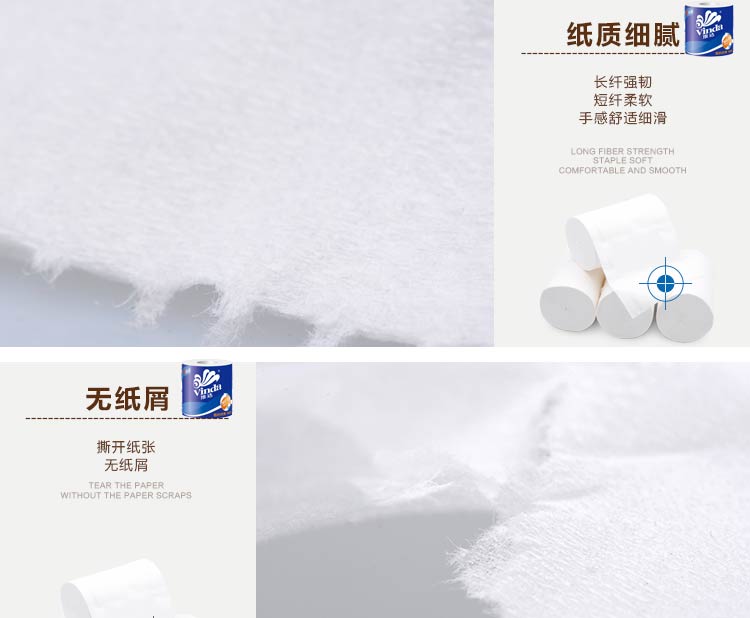 纸质细腻
Vinda
维达
长纤强韧
短纤柔软
手感舒适细滑
LONG FIBER STRENGTH
STAPLE SOFT
COMFORTABLE AND SMOOTH
无纸屑
Vinda
维达
撕开纸张
无纸屑
TEAR THE PAPER
WITHOUT THE PAPER SCRAPS